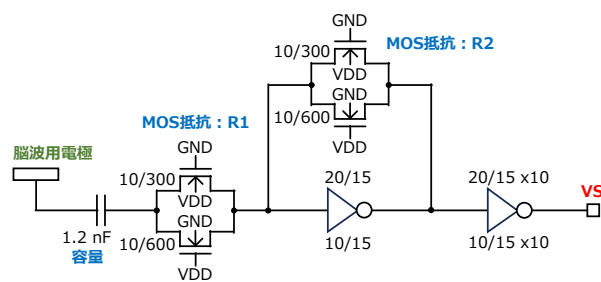 GND
MOS抵抗：R2
10/300
VDD
GND
10/600
VDD
MOS抵抗：R1
GND
脳波用電極
10/300
VDD
GND
10/600
VDD
1.2 nF
容量
20/15
10/15
20/15 x10
10/15 x10
VS